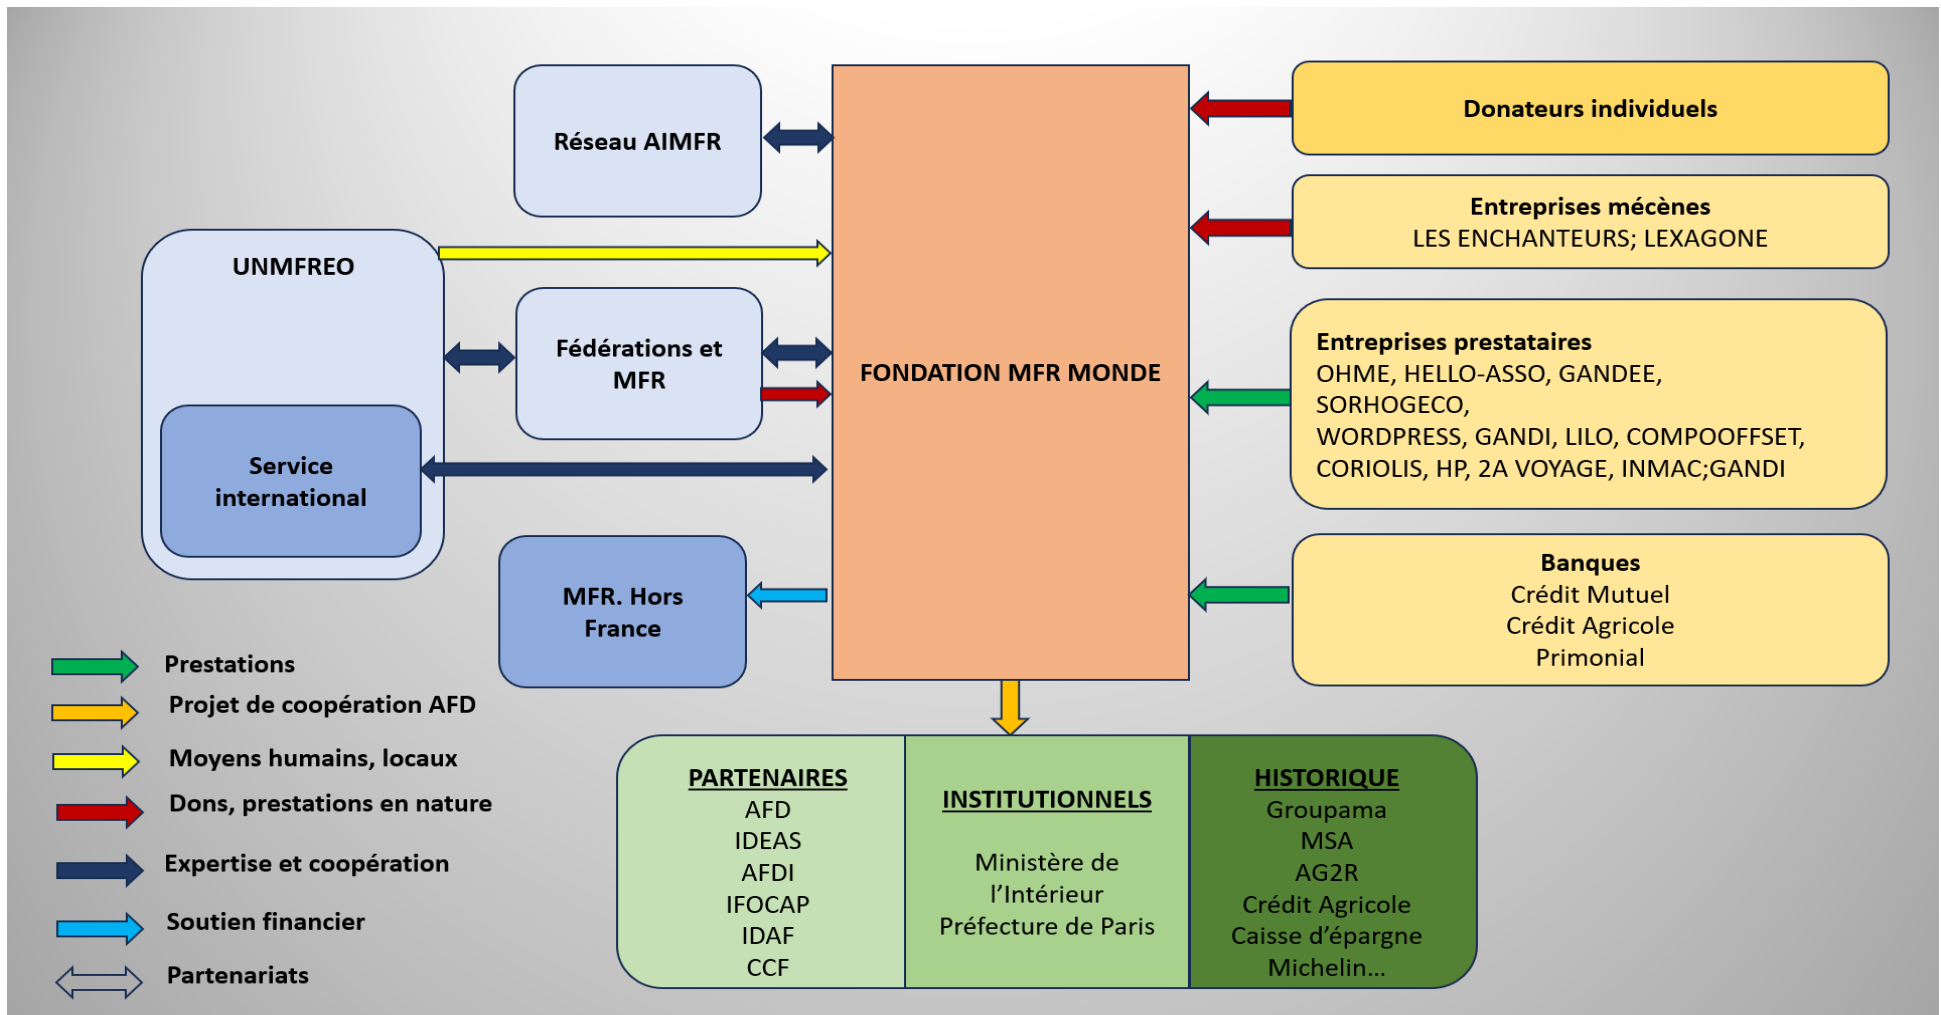 Réseau AIMFR
UNMFREO
Fédérations et
MFR
Service
international
MFR. Hors
France
FONDATION MFR MONDE
Donateurs individuels
Entreprises mécènes
LES ENCHANTEURS; LEXAGONE
Entreprises prestataires
OHME, HELLO-ASSO, GANDEE,
SORHOGECO,
WORDPRESS, GANDI, LILO, COMPOOFFSET,
CORIOLIS, HP, 2A VOYAGE, INMAC;GANDI
Banques
Crédit Mutuel
Crédit Agricole
Primonial
Prestations
Projet de coopération AFD
Moyens humains, locaux
Dons, prestations en nature
Expertise et coopération
Soutien financier
Partenariats
PARTENAIRES
AFD
IDEAS
AFDI
IFOCAP
IDAF
CCF
INSTITUTIONNELS
Ministère de
l’Intérieur
Préfecture de Paris
HISTORIQUE
Groupama
MSA
AG2R
Crédit Agricole
Caisse d’épargne
Michelin…